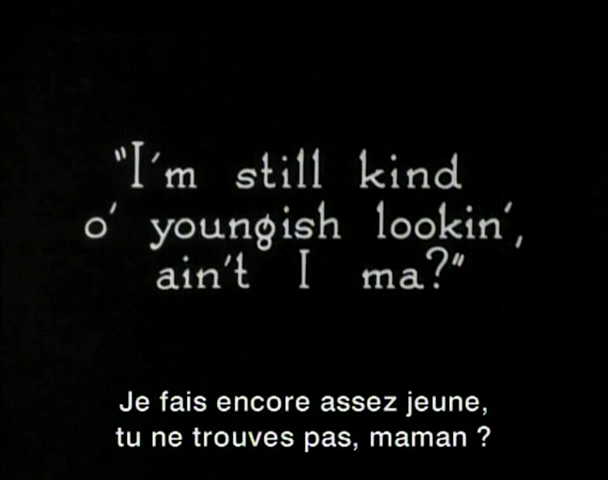 "I'm still kind
o' youngish lookin',
ain't I ma?"
Je fais encore assez jeune,
tu ne trouves pas, maman ?